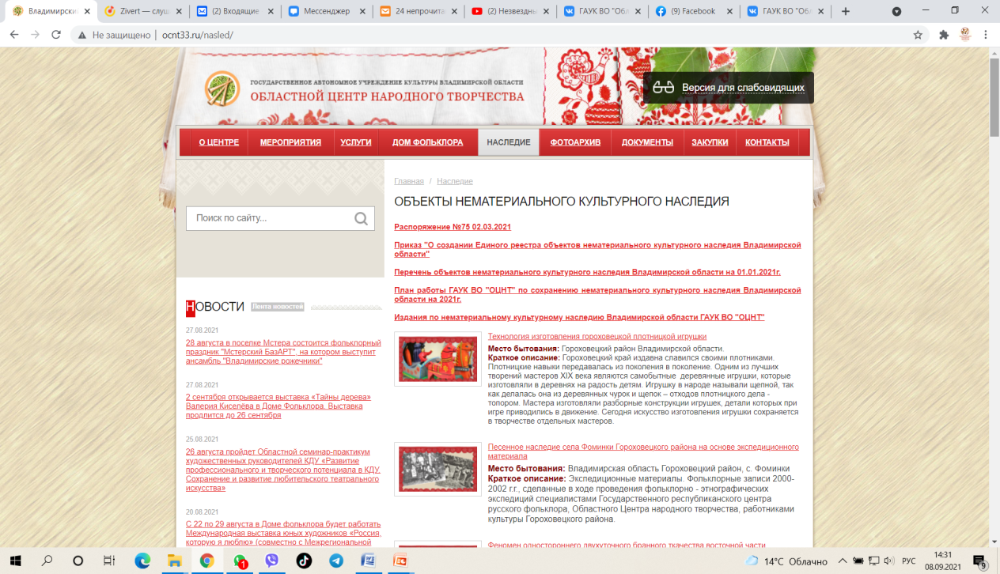 Владимирски
Zivert — слуш
(2) Входящие
Мессенджер
24 непрочита
(2) Незвездны
ГАУК ВО "Обл
(9) Facebook
ГАУК ВО "Обл
Не защищено | ocnt33.ru/nasled/
ГОСУДАРСТВЕННОЕ АВТОНОМНОЕ УЧРЕЖДЕНИЕ КУЛЬТУРЫ ВЛАДИМИРСКОЙ ОБЛАСТИ
ОБЛАСТНОЙ ЦЕНТР НАРОДНОГО ТВОРЧЕСТВА
Версия для слабовидящих
О ЦЕНТРЕ МЕРОПРИЯТИЯ УСЛУГИ ДОМ ФОЛЬКЛОРА НАСЛЕДИЕ ФОТОАРХИВ ДОКУМЕНТЫ ЗАКУПКИ КОНТАКТЫ
Поиск по сайту...
НОВОСТИ Лента новостей
27.08.2021
28 августа в поселке Мстера состоится фольклорный
праздник "Мстерский БазАРТ", на котором выступит
ансамбль "Владимирские рожечники"
27.08.2021
2 сентября открывается выставка «Тайны дерева»
Валерия Киселёва в Доме Фольклора. Выставка
продлится до 26 сентября
25.08.2021
26 августа пройдет Областной семинар-практикум
художественных руководителей КДУ «Развитие
профессионального и творческого потенциала в КДУ.
Сохранение и развитие любительского театрального
искусства»
20.08.2021
С 22 по 29 августа в Доме фольклора будет работать
Международная выставка юных художников «Россия,
которую я люблю» (совместно с Межрегиональной
Главная / Наследие
ОБЪЕКТЫ НЕМАТЕРИАЛЬНОГО КУЛЬТУРНОГО НАСЛЕДИЯ
Распоряжение №75 02.03.2021
Приказ "О создании Единого реестра объектов нематериального культурного наследия Владимирской
области"
Перечень объектов нематериального культурного наследия Владимирской области на 01.01.2021г.
План работы ГАУК ВО "ОЦНТ" по сохранению нематериального культурного наследия Владимирской
области на 2021г.
Издания по нематериальному культурному наследию Владимирской области ГАУК ВО "ОЦНТ"
Технология изготовления гороховецкой плотницкой игрушки
Место бытования: Гороховецкий район Владимирской области.
Краткое описание: Гороховецкий край издавна славился своими плотниками.
Плотницкие навыки передавалась из поколения в поколение. Одним из лучших
творений мастеров XIX века являются самобытные деревянные игрушки, которые
изготовляли в деревнях на радость детям. Игрушку в народе называли щепной, так
как делалась она из деревянных чурок и щепок – отходов плотницкого дела -
топором. Мастера изготовляли разборные конструкции игрушек, детали которых при
игре приводились в движение. Сегодня искусство изготовления игрушки сохраняется
в творчестве отдельных мастеров.
Песенное наследие села Фоминки Гороховецкого района на основе экспедиционного
материала
Место бытования: Владимирская область Гороховецкий район, с. Фоминки
Краткое описание: Экспедиционные материалы. Фольклорные записи 2000-
2002 г.г., сделанные в ходе проведения фольклорно - этнографических
экспедиций специалистами Государственного республиканского центра
русского фольклора, Областного Центра народного творчества, работниками
культуры Гороховецкого района.
Феномен одностороннего двухуточного бранного ткачества восточной части
1
14°C Облачно
РУС
14:31
08.09.2021
9